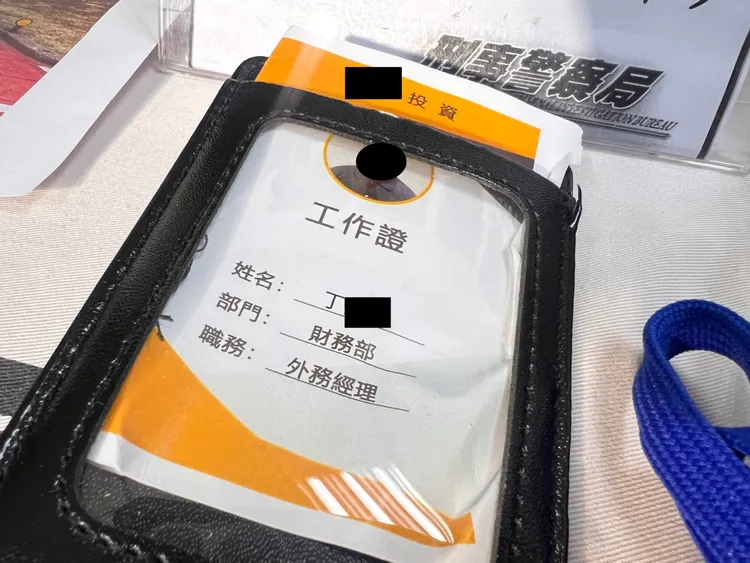 刑事警察局
投資
工作證
姓名： 丁
部門： 財務部
職務： 外務經理